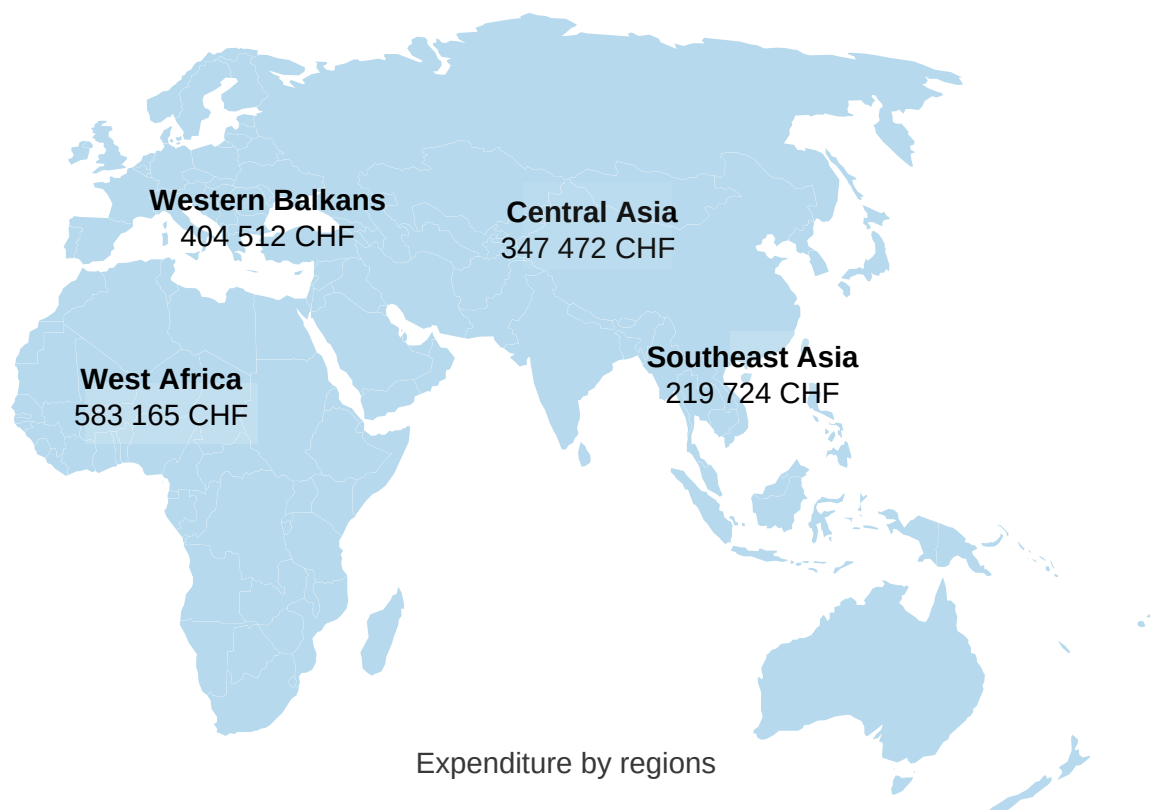 Western Balkans
404 512 CHF
Central Asia
347 472 CHF
Southeast Asia
219 724 CHF
West Africa
583 165 CHF
Expenditure by regions